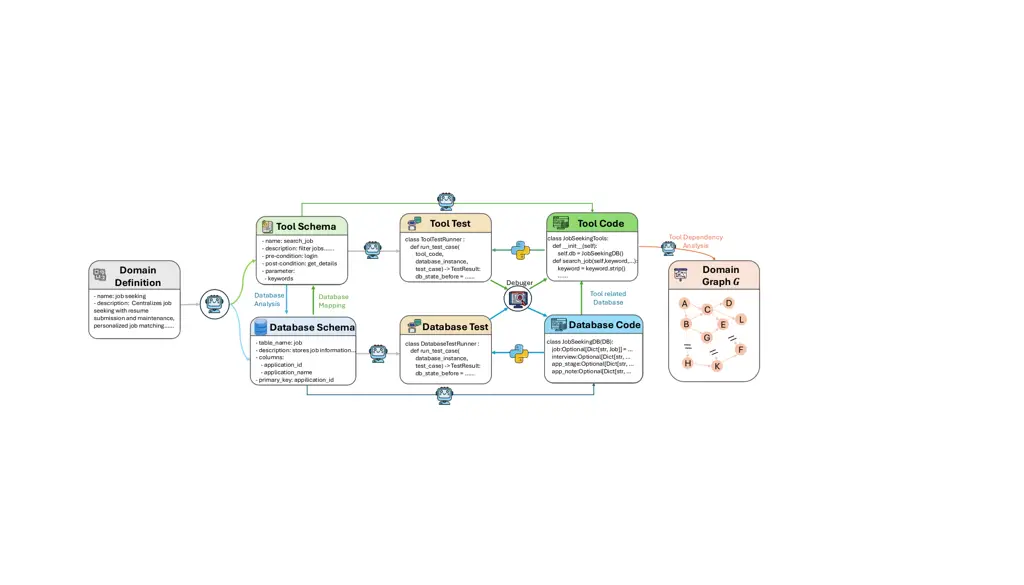 Domain
Definition
- name: job seeking
- description: Centralizes job
seeking with resume
submission and maintenance,
personalized job matching……
Tool Schema
- name: search_job
- description: filter jobs……
- pre-condition: login
- post-condition: get_details
- parameter:
- keywords
Database
Analysis
Database
Mapping
Database Schema
- table_name: job
- description: stores job information…
- columns:
- application_id
- application_name
- primary_key: appilication_id
Tool Test
class ToolTestRunner :
def run_test_case(
tool_code,
database_instance,
test_case) -> TestResult:
db_state_before = ……
Debuger
Database Test
class DatabaseTestRunner :
def run_test_case(
database_instance,
test_case) -> TestResult:
db_state_before = ……
Tool Code
class JobSeekingTools:
def __init__(self):
self.db = JobSeekingDB()
def search_job(self,keyword,…):
keyword = keyword.strip()
……
Tool related
Database
Database Code
class JobSeekingDB(DB):
job:Optional[Dict[str, Job]] = …
interview:Optional[Dict[str, …
app_stage:Optional[Dict[str, …
app_note:Optional[Dict[str, …
Tool Dependency
Analysis
Domain
Graph G
A
D
C
B
E
L
G
F
H
K